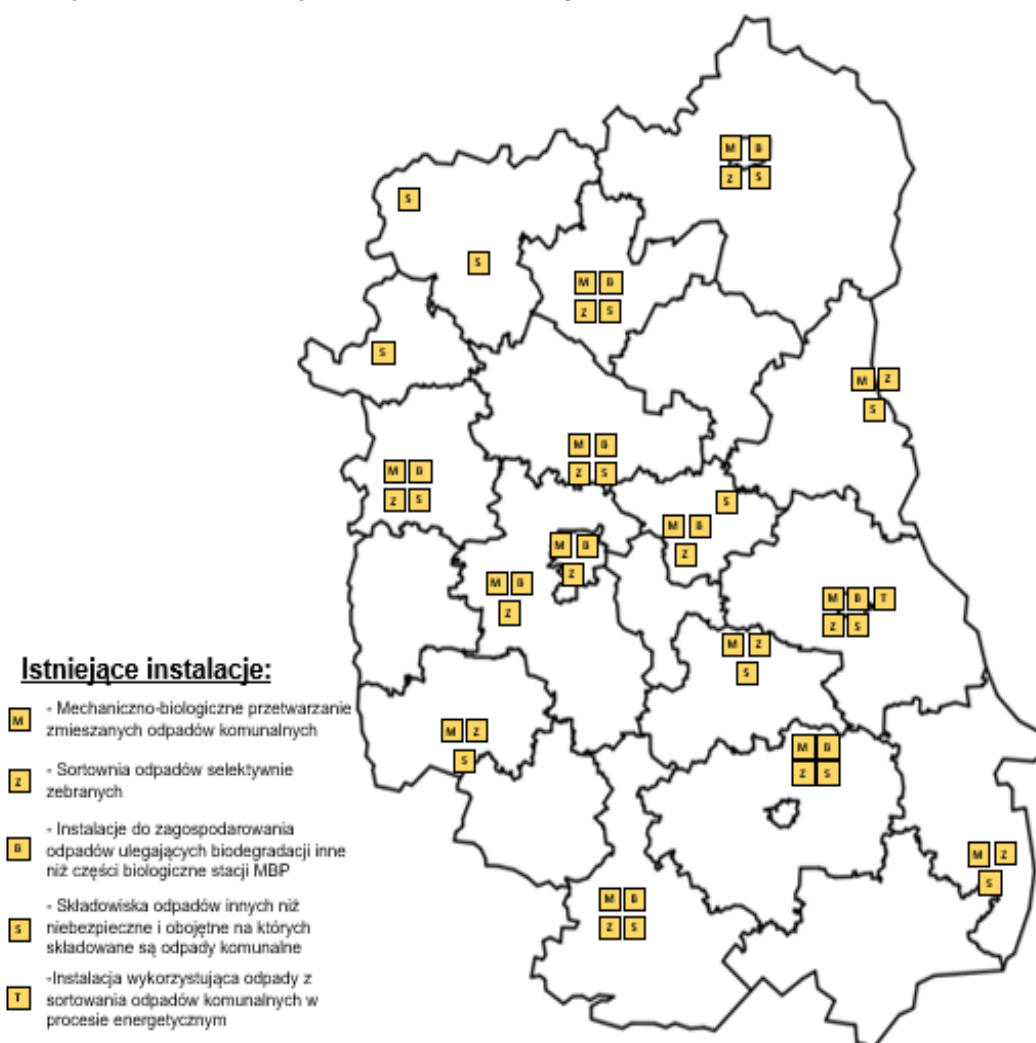 M B
Z S
S
S
M B
Z S
S
M Z
S
M B
Z S
M B
Z S
S
M B
Z
M B
Z
M B
Z
M B T
Z S
M Z
S
Istniejące instalacje:
M - Mechaniczno-biologiczne przetwarzanie
zmieszanych odpadów komunalnych
M Z
S
M B
Z S
Z - Sortownia odpadów selektywnie
zebranych
B - Instalacje do zagospodarowania
odpadów ulegających biodegradacji inne
niż części biologiczne stacji MBP
M Z
S
M B
Z S
S - Składowiska odpadów innych niż
niebezpieczne i obojętne na których
składowane są odpady komunalne
T -Instalacja wykorzystująca odpady z
sortowania odpadów komunalnych w
procesie energetycznym